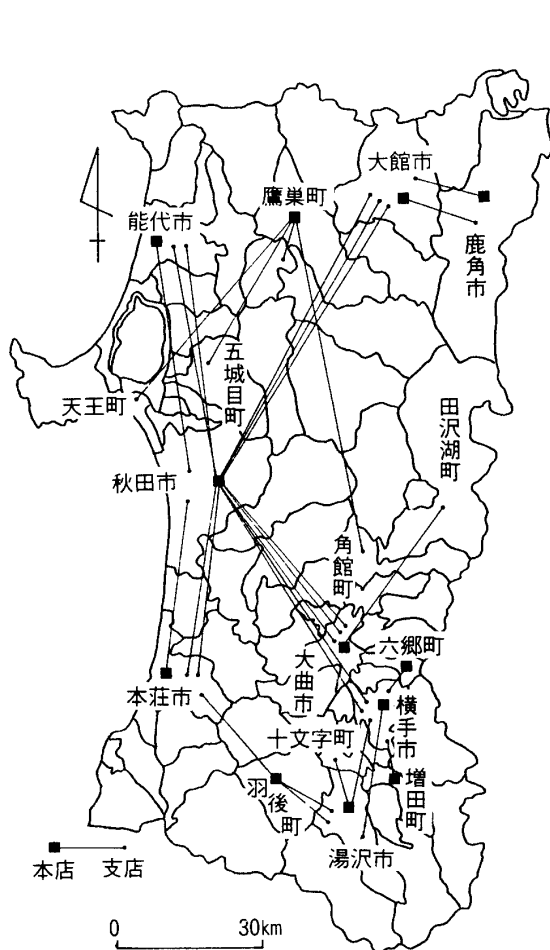 大館市
鷹巣町
能代市
鹿角市
五城目町
天王町
田沢湖町
秋田市
角館町
六郷町
大曲市
本荘市
横手市
十文字町
羽後町
増田町
湯沢市
本店 支店
0 30km